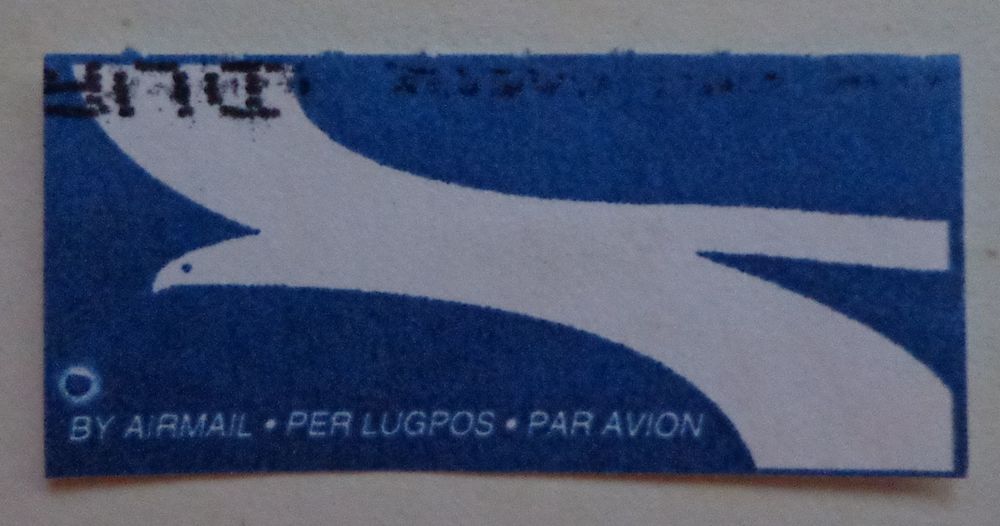 BY AIRMAIL • PER LUGPOS • PAR AVION